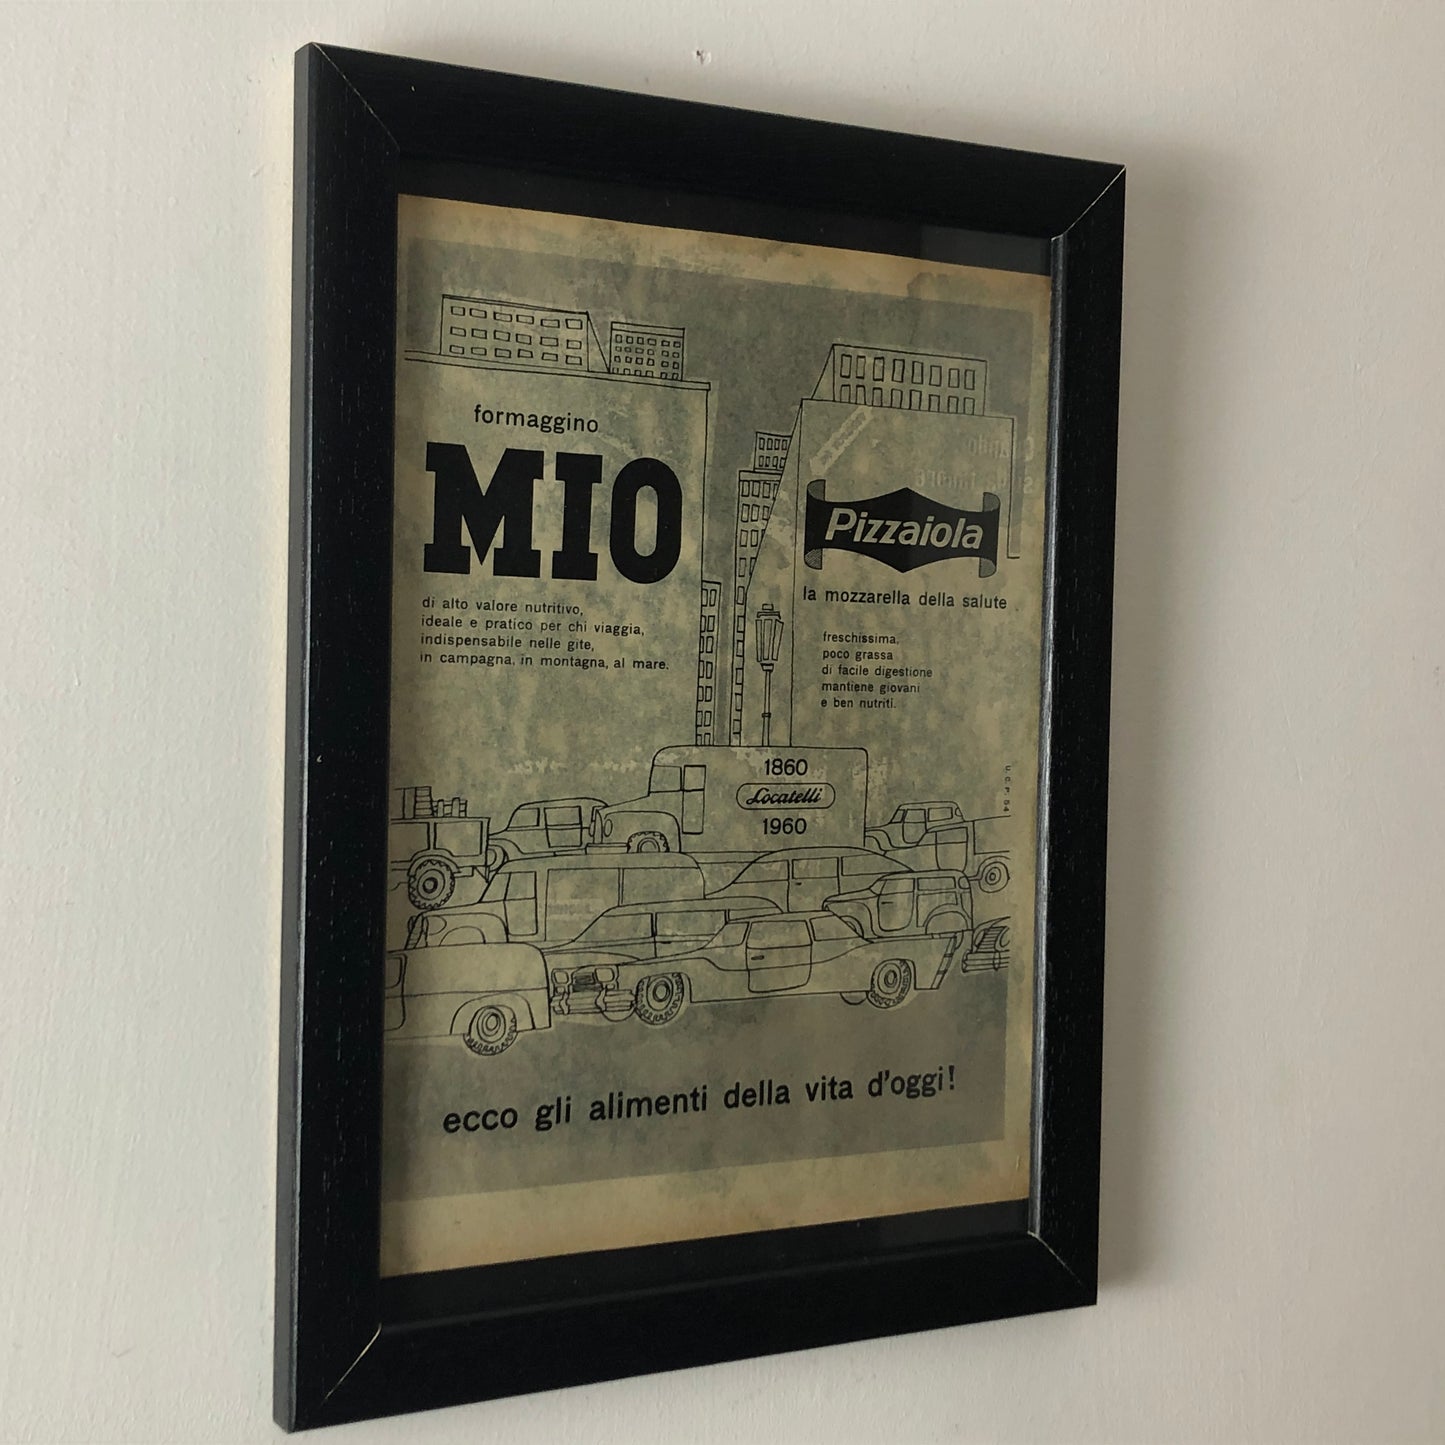 formaggino
MIO
di alto valore nutritivo,
ideale e pratico per chi viaggia,
indispensabile nelle gite,
in campagna, in montagna, al mare.
Pizzaiola
la mozzarella della salute
freschissima,
poco grassa
di facile digestione
mantiene giovani
e ben nutriti.
1860
Locatelli
1960
ecco gli alimenti della vita d'oggi!